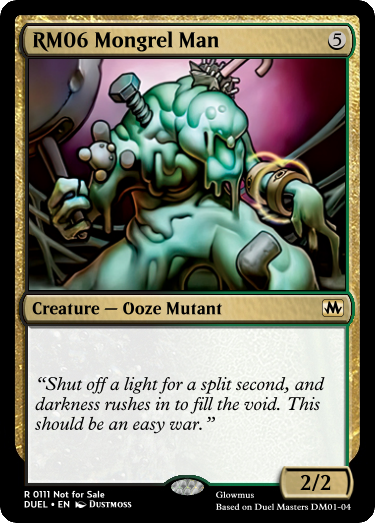 RM06 Mongrel Man
5
Creature — Ooze Mutant
“Shut off a light for a split second, and
darkness rushes in to fill the void. This
should be an easy war.”
2/2
R 0111 Not for Sale
DUEL • EN Dustmoss
Glowmus
Based on Duel Masters DM01-04